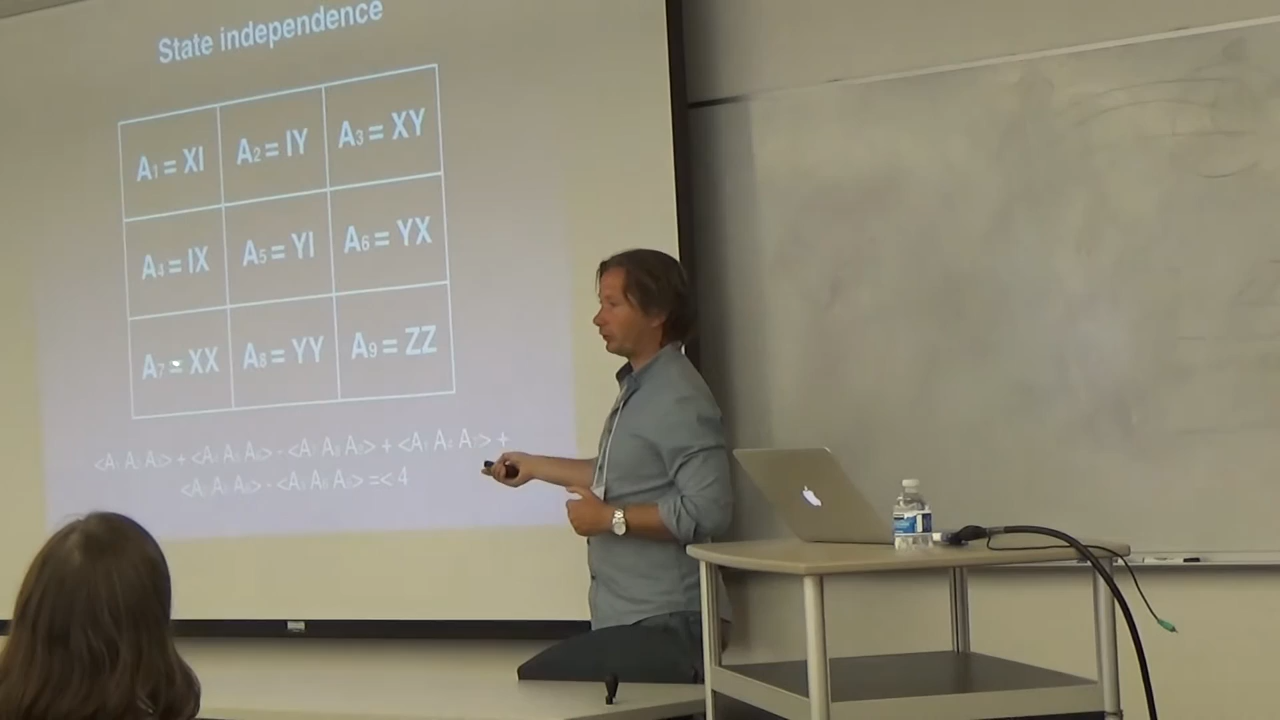 State independence
A₁ = XI A₂ = IY A₃ = XY
A₄ = IX A₅ = YI A₆ = YX
A₇ = XX A₈ = YY A₉ = ZZ
=< 4